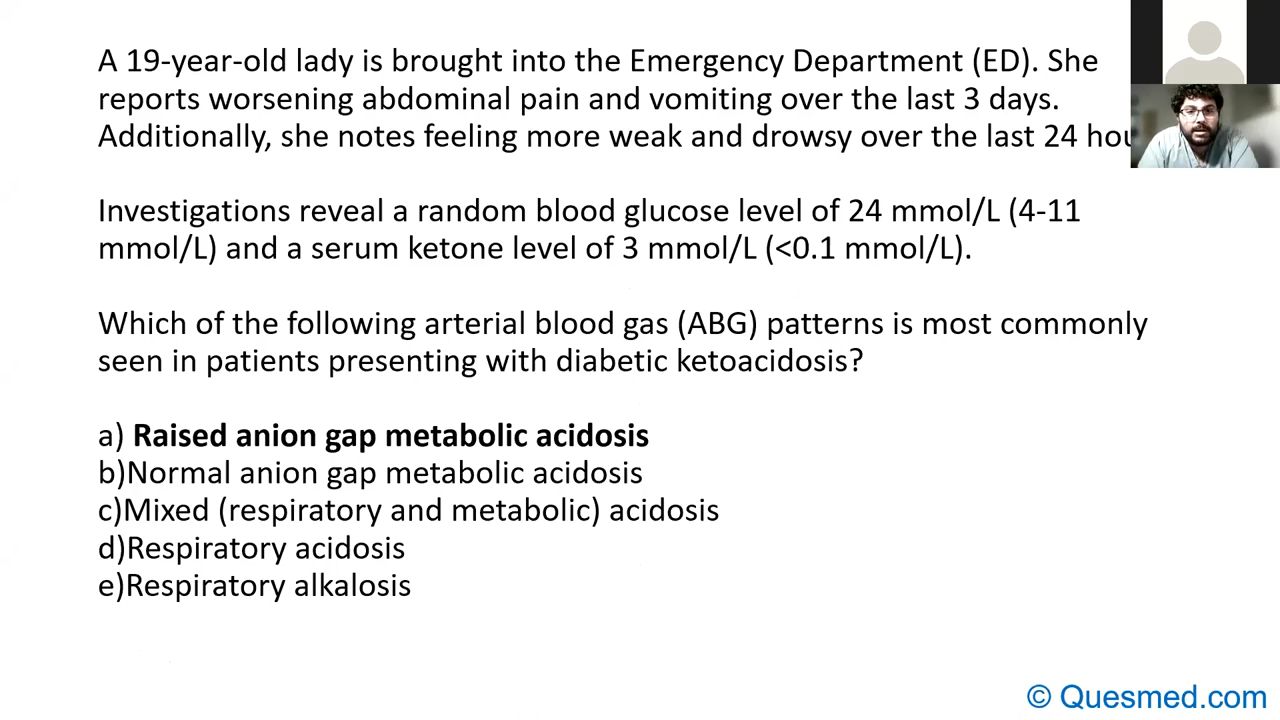 A 19-year-old lady is brought into the Emergency Department (ED). She
reports worsening abdominal pain and vomiting over the last 3 days.
Additionally, she notes feeling more weak and drowsy over the last 24
Investigations reveal a random blood glucose level of 24 mmol/L (4-11
mmol/L) and a serum ketone level of 3 mmol/L (<0.1 mmol/L).
Which of the following arterial blood gas (ABG) patterns is most commonly
seen in patients presenting with diabetic ketoacidosis?
a) Raised anion gap metabolic acidosis
b)Normal anion gap metabolic acidosis
c)Mixed (respiratory and metabolic) acidosis
d)Respiratory acidosis
e)Respiratory alkalosis
© Quesmed.com